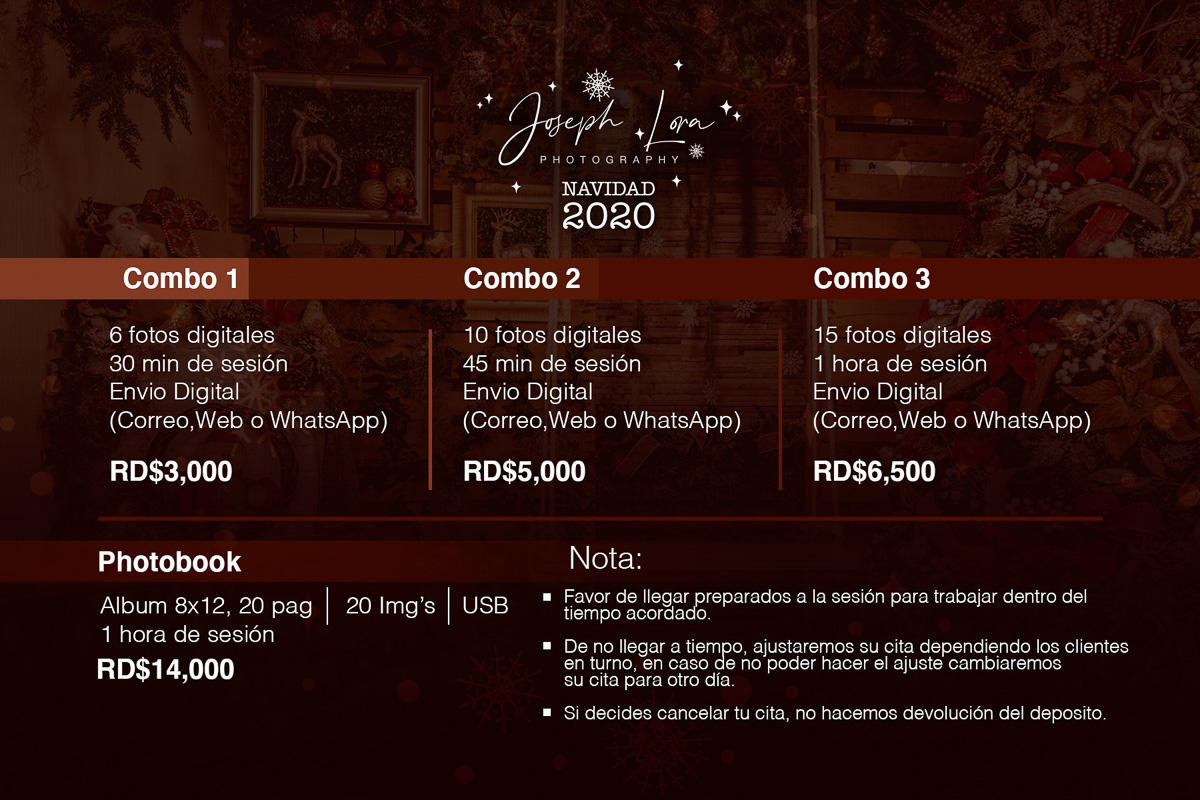 Joseph Lora
PHOTOGRAPHY
NAVIDAD
2020
Combo 1
6 fotos digitales
30 min de sesión
Envio Digital
(Correo,Web o WhatsApp)
RD$3,000
Combo 2
10 fotos digitales
45 min de sesión
Envio Digital
(Correo,Web o WhatsApp)
RD$5,000
Combo 3
15 fotos digitales
1 hora de sesión
Envio Digital
(Correo,Web o WhatsApp)
RD$6,500
Photobook
Album 8x12, 20 pag | 20 Img’s | USB
1 hora de sesión
RD$14,000
Nota:
▪ Favor de llegar preparados a la sesión para trabajar dentro del
tiempo acordado.
▪ De no llegar a tiempo, ajustaremos su cita dependiendo los clientes
en turno, en caso de no poder hacer el ajuste cambiaremos
su cita para otro día.
▪ Si decides cancelar tu cita, no hacemos devolución del deposito.